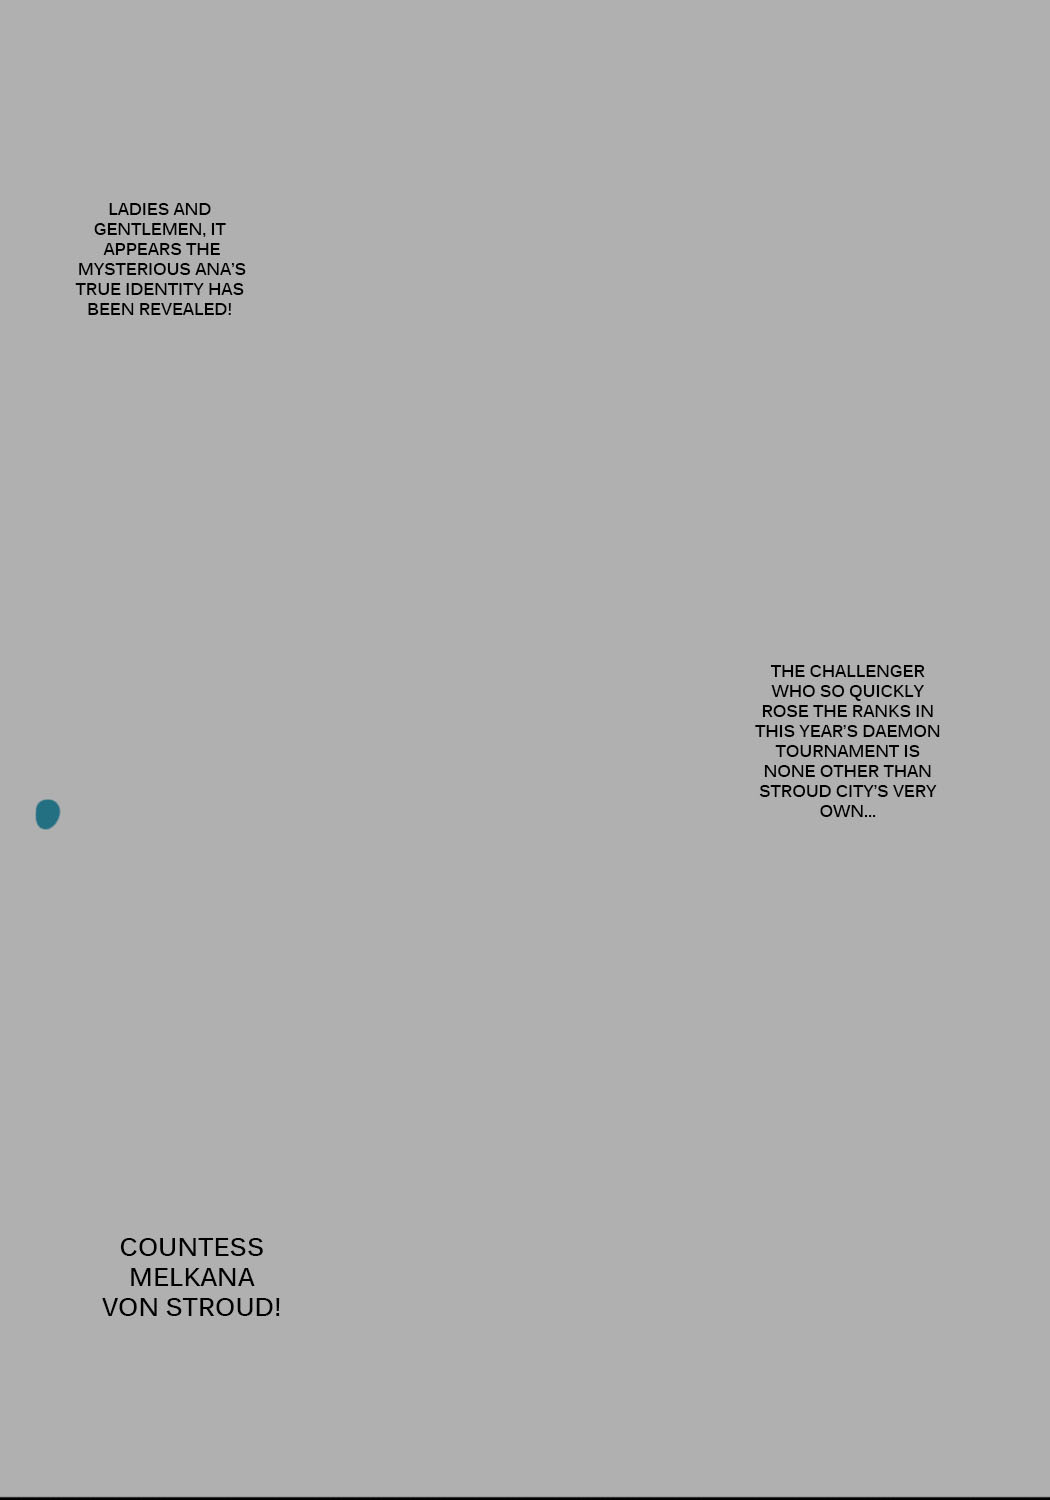 LADIES AND
GENTLEMEN, IT
APPEARS THE
MYSTERIOUS ANA'S
TRUE IDENTITY HAS
BEEN REVEALED!
THE CHALLENGER
WHO SO QUICKLY
ROSE THE RANKS IN
THIS YEAR'S DAEMON
TOURNAMENT IS
NONE OTHER THAN
STROUD CITY'S VERY
OWN...
COUNTESS
MELKANA
VON STROUD!